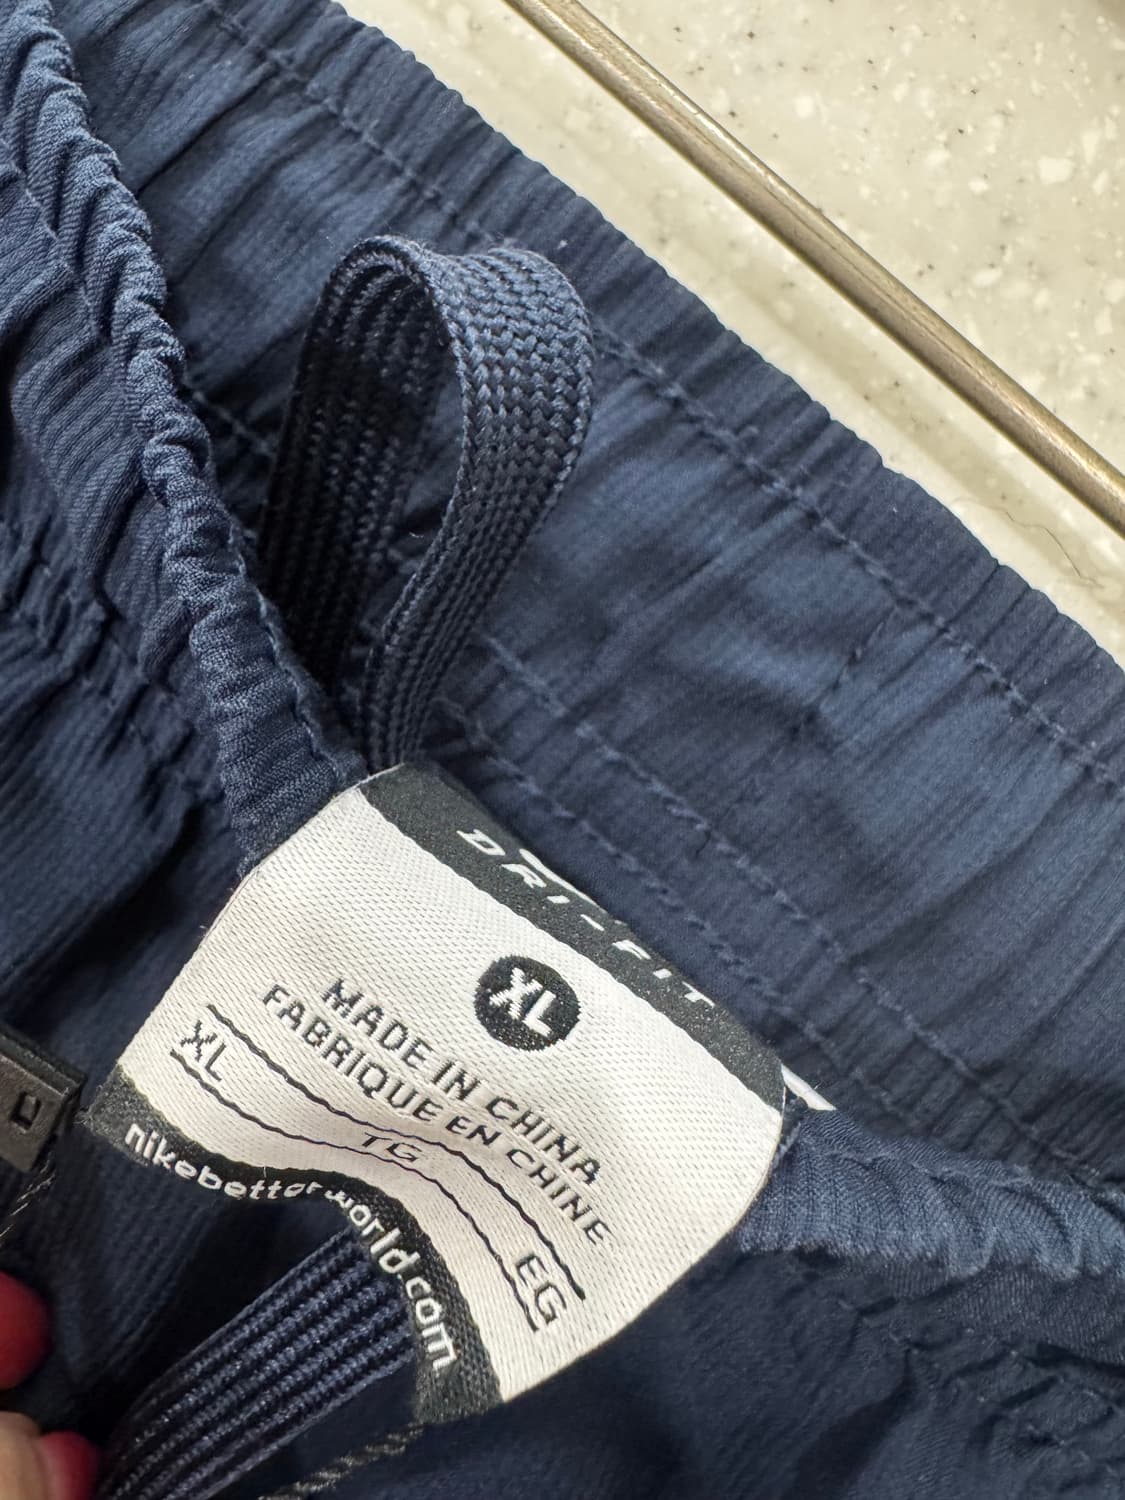 DRI-FIT
XL
MADE IN CHINA
FABRIQUE EN CHINE
XL TG EG
nikebetterworld.com